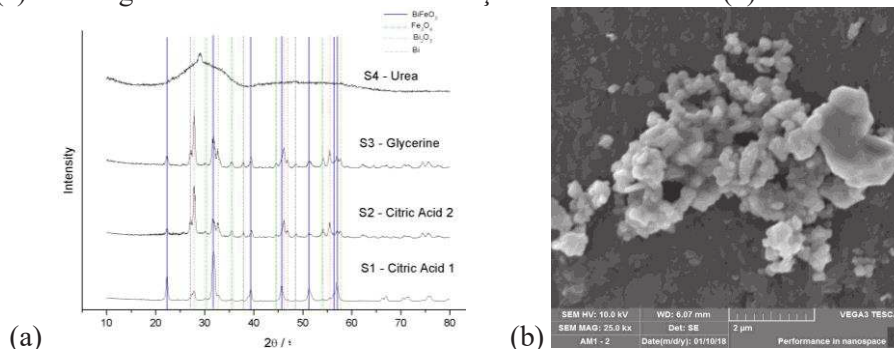 BiFeO₃
Bi₂O₃
Bi
S4 - Urea
S3 - Glycerine
S2 - Citric Acid 2
S1 - Citric Acid 1
Intensity
10 20 30 40 50 60 70 80
2θ /
(a)
(b)
SEM HV: 10.0 kV WD: 6.07 mm VEGA3 TESC
SEM MAG: 25.0 kx Det: SE 2 µm
AM1 - 2 Date(m/d/y): 01/10/18 Performance in nanospace